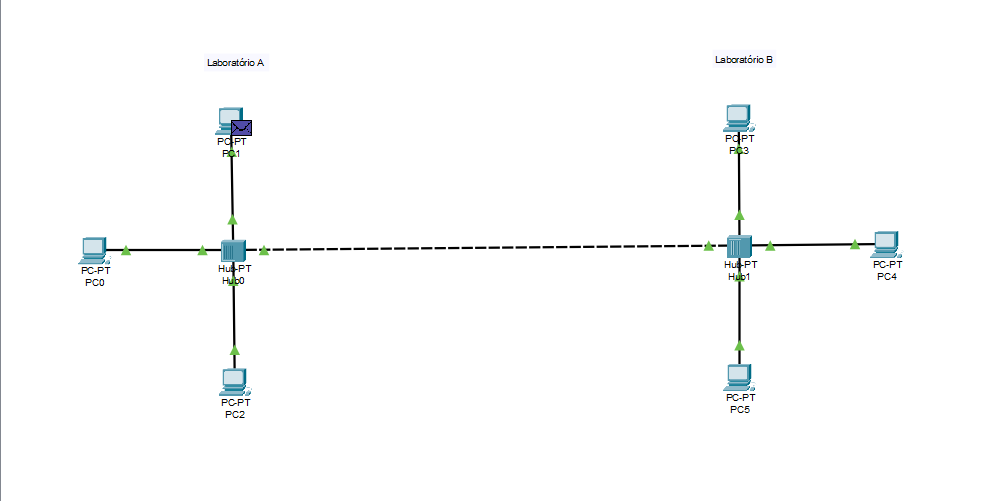 Laboratório A
Laboratório B
PC-PT
PC1
PC-PT
PC3
PC-PT
PC0
Hub-PT
Hub0
Hub-PT
Hub1
PC-PT
PC4
PC-PT
PC2
PC-PT
PC5